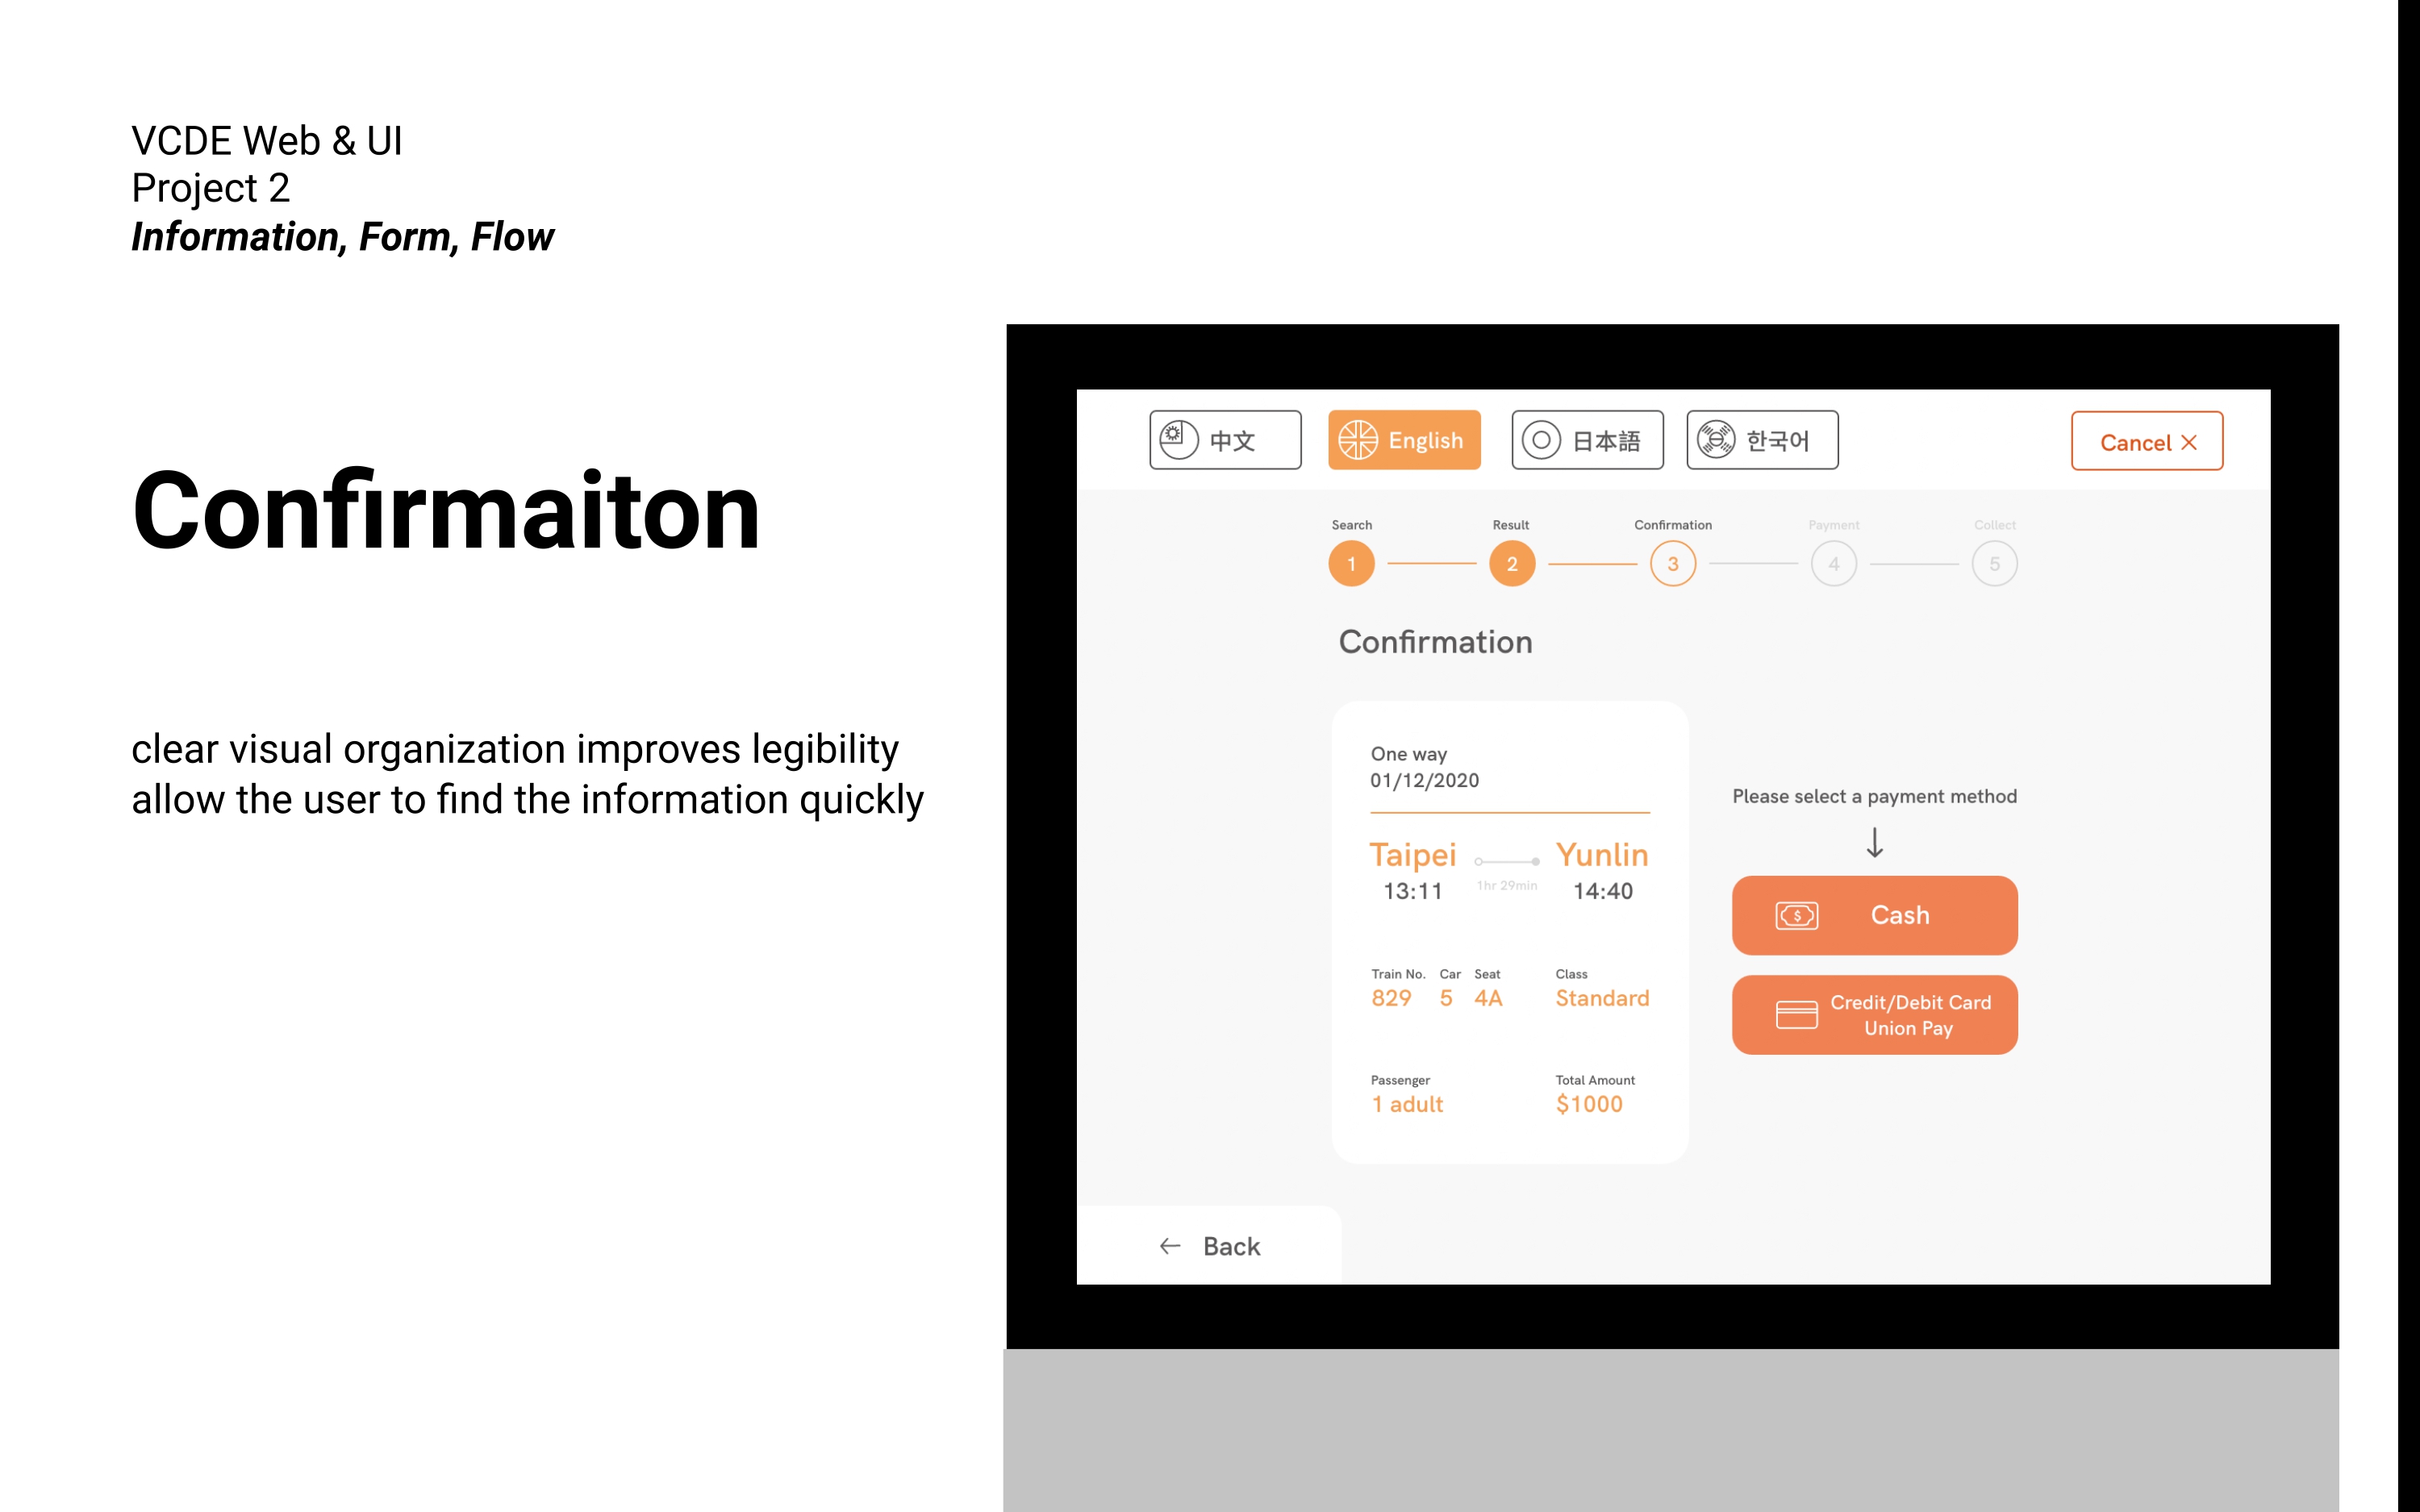 VCDE Web & UI
Project 2
Information, Form, Flow
Confirmaiton
clear visual organization improves legibility
allow the user to find the information quickly
中文
English
日本語
한국어
Cancel ×
Search
Result
Confirmation
Payment
Collect
1
2
3
4
5
Confirmation
One way
01/12/2020
Taipei
Yunlin
13:11
1hr 29min
14:40
Train No. Car Seat Class
829 5 4A Standard
Passenger Total Amount
1 adult $1000
Please select a payment method
↓
$ Cash
Credit/Debit Card
Union Pay
← Back